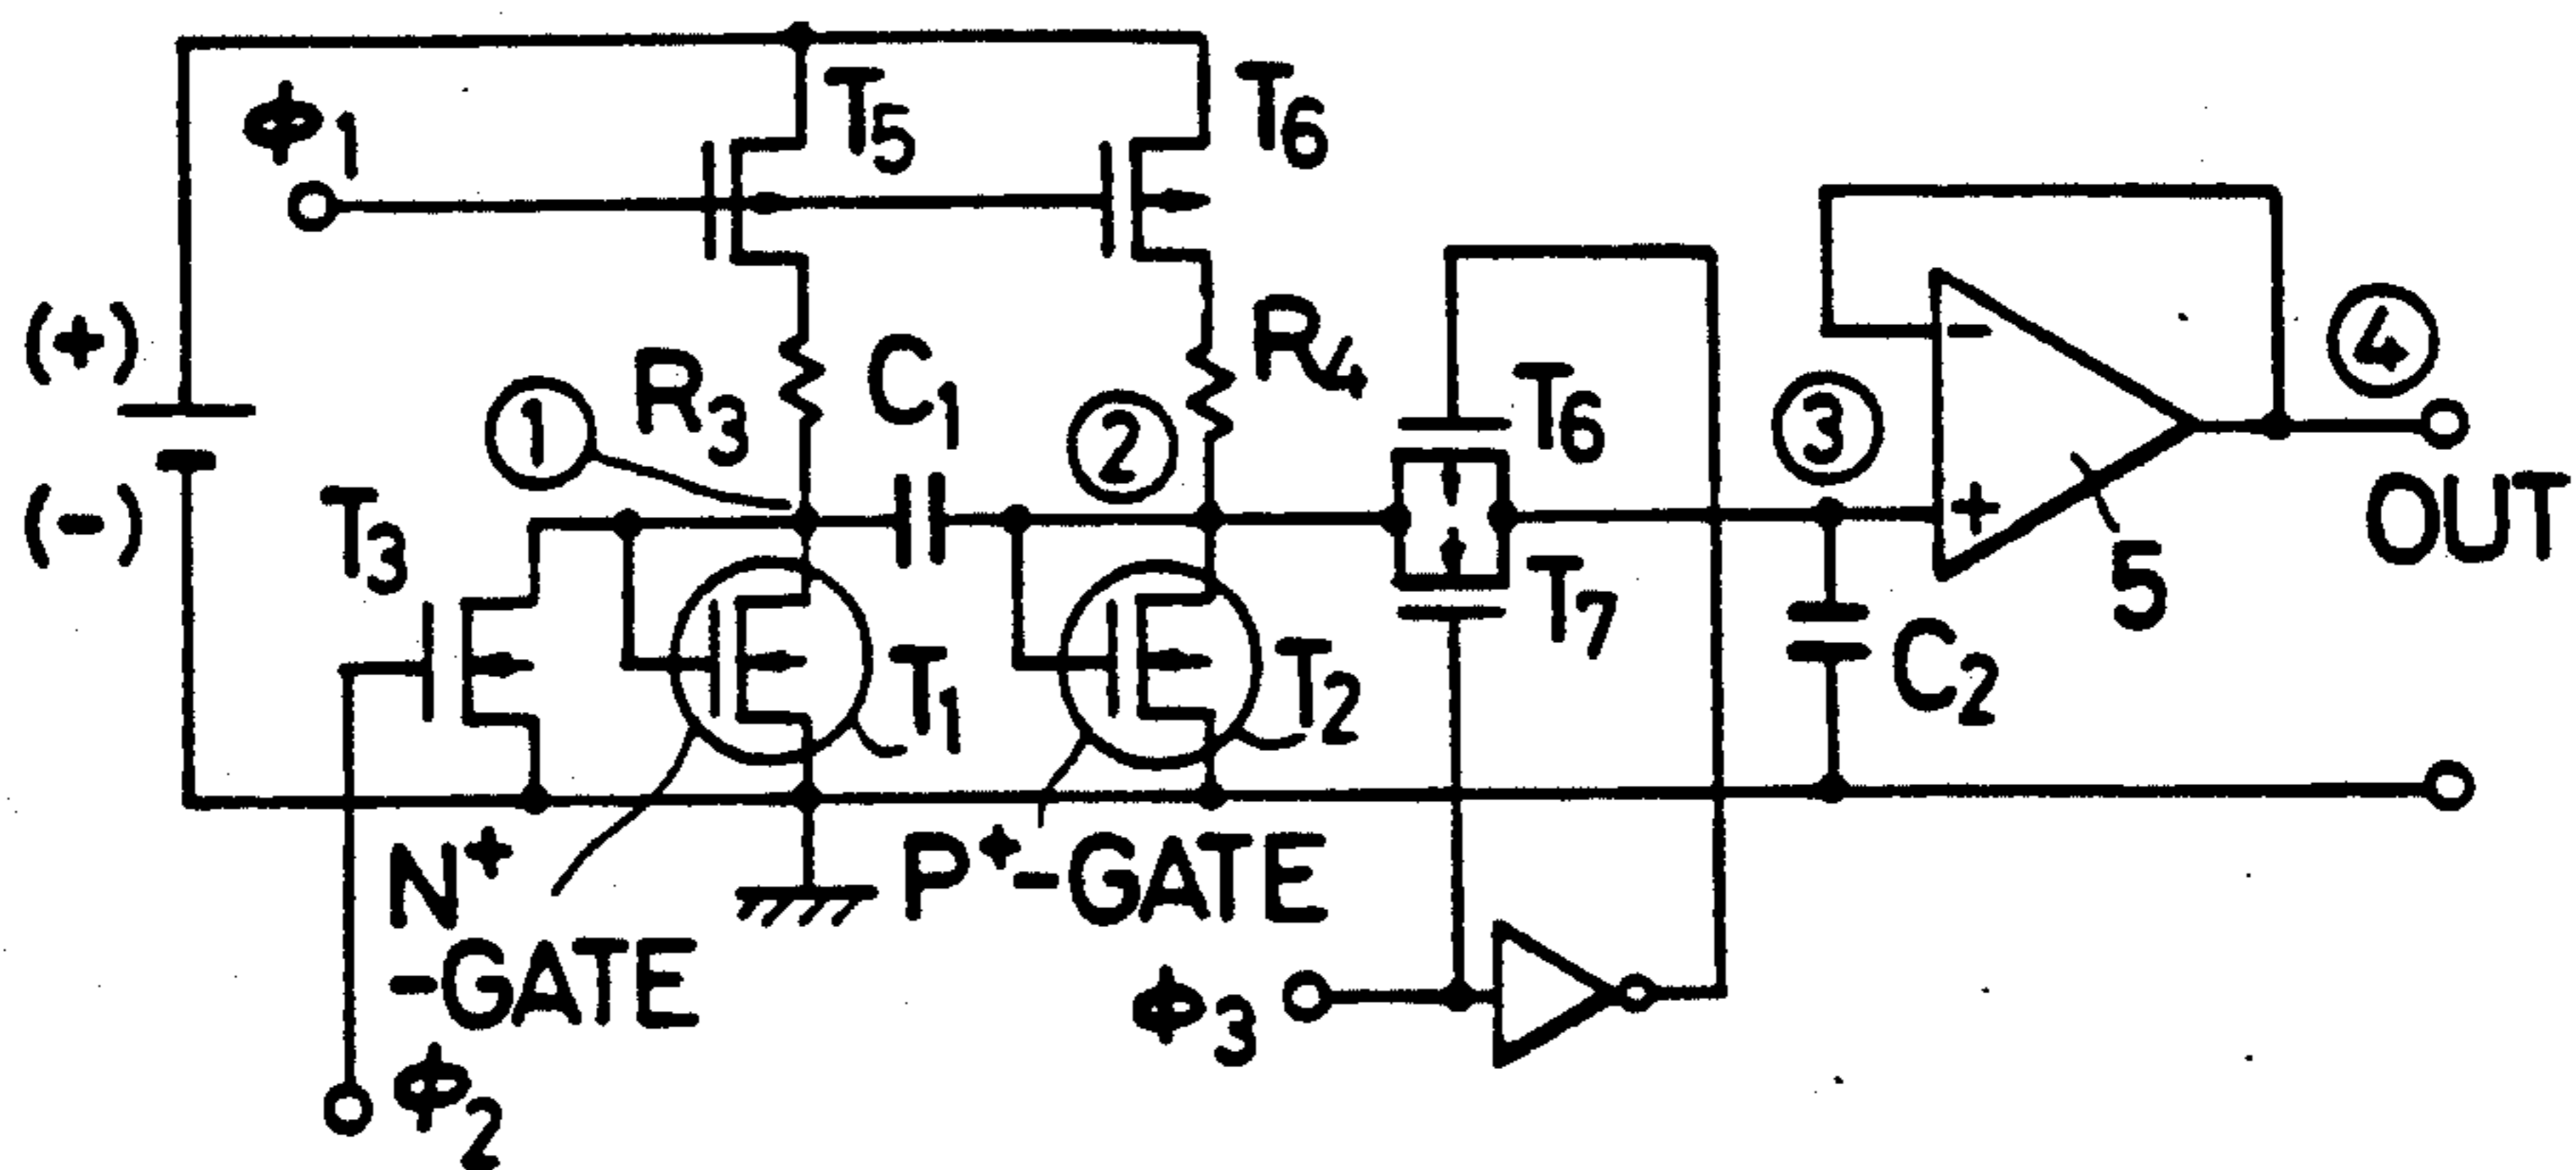 ϕ1
T5
T6
(+)
R3
C1
R4
①
②
T6
③
④
(-)
T3
-
+
OUT
T7
5
T1
T2
C2
N+
-GATE
P+-GATE
ϕ3
ϕ2